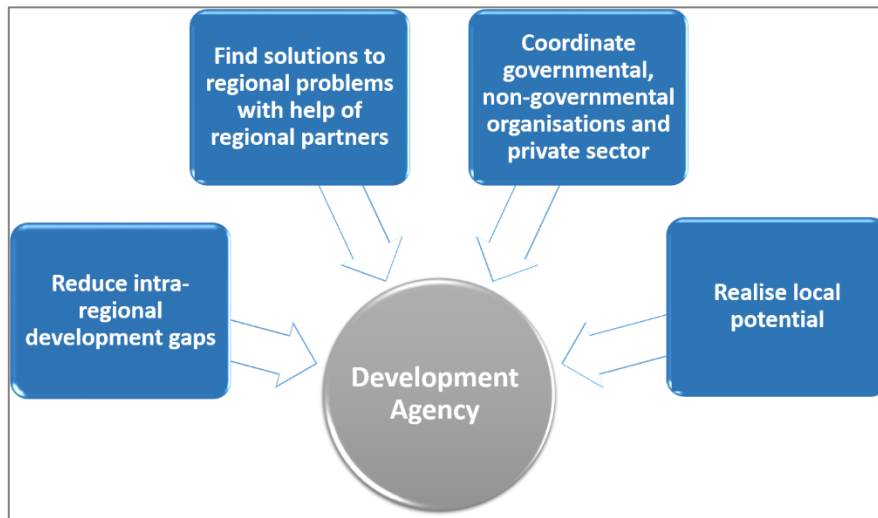 Find solutions to
regional problems
with help of
regional partners
Coordinate
governmental,
non-governmental
organisations and
private sector
Reduce intra-
regional
development gaps
Realise local
potential
Development
Agency